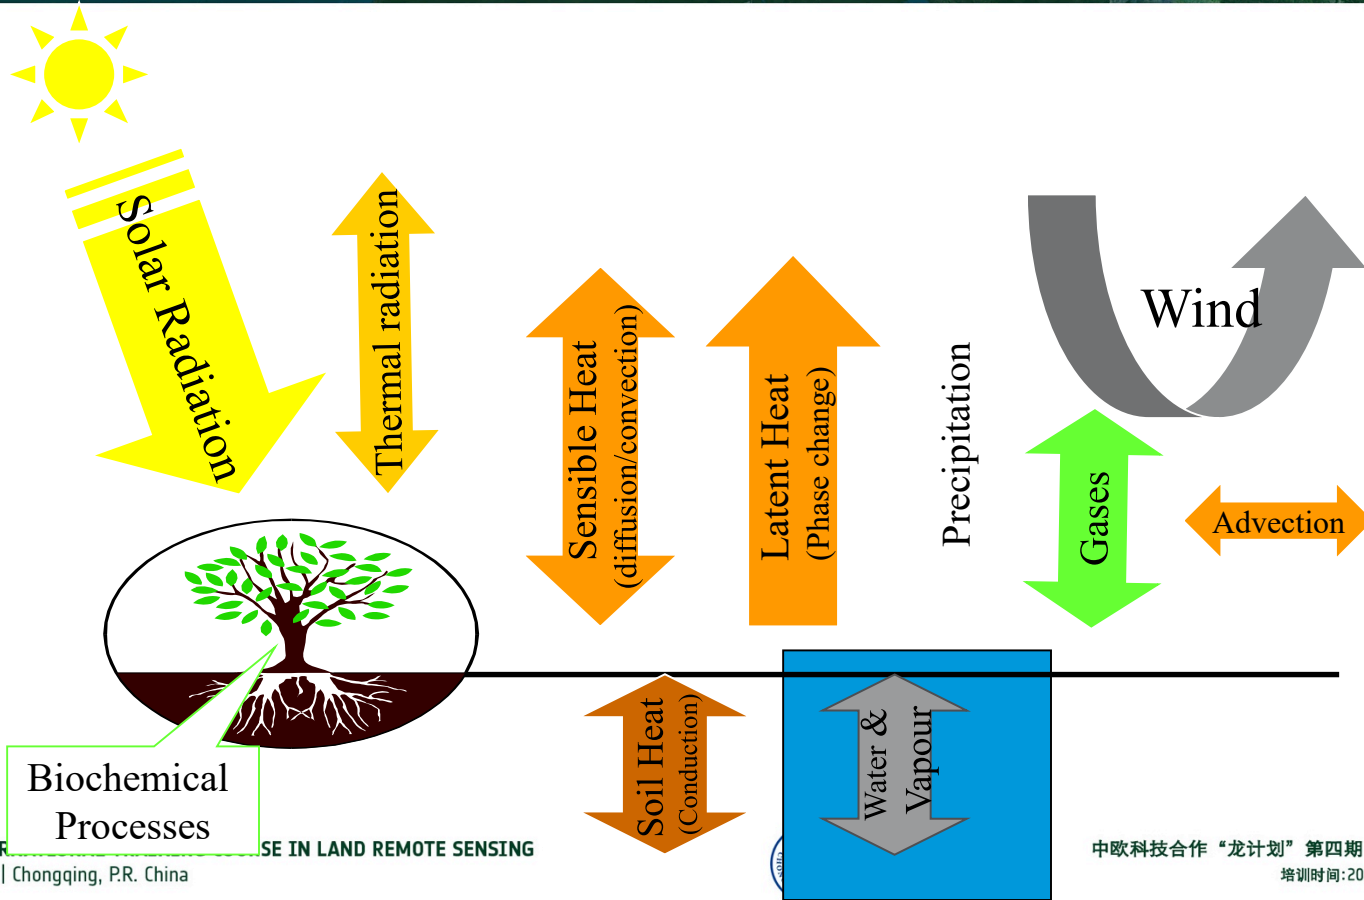 Solar Radiation
Thermal radiation
Sensible Heat
(diffusion/convection)
Latent Heat
(Phase change)
Precipitation
Wind
Gases
Advection
Soil Heat
(Conduction)
Water &
Vapour
Biochemical
Processes
SE IN LAND REMOTE SENSING
| Chongqing, P.R. China
中欧科技合作“龙计划”第四期
培训时间:20